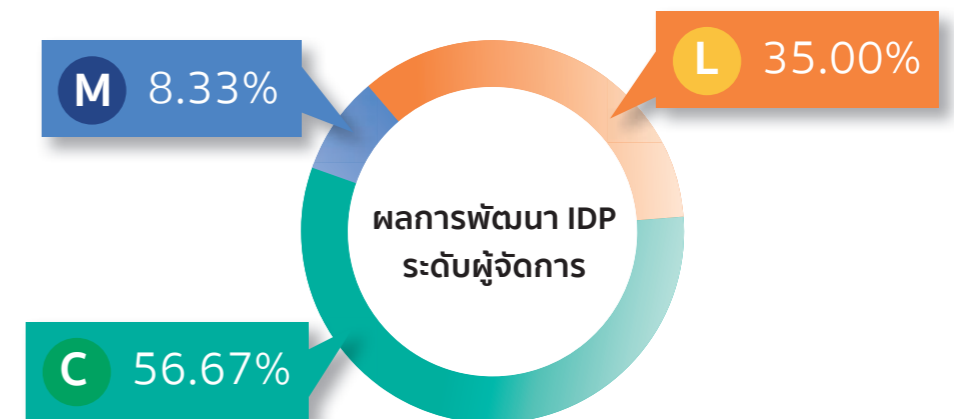 M 8.33%
L 35.00%
ผลการพัฒนา IDP
ระดับผู้จัดการ
C 56.67%